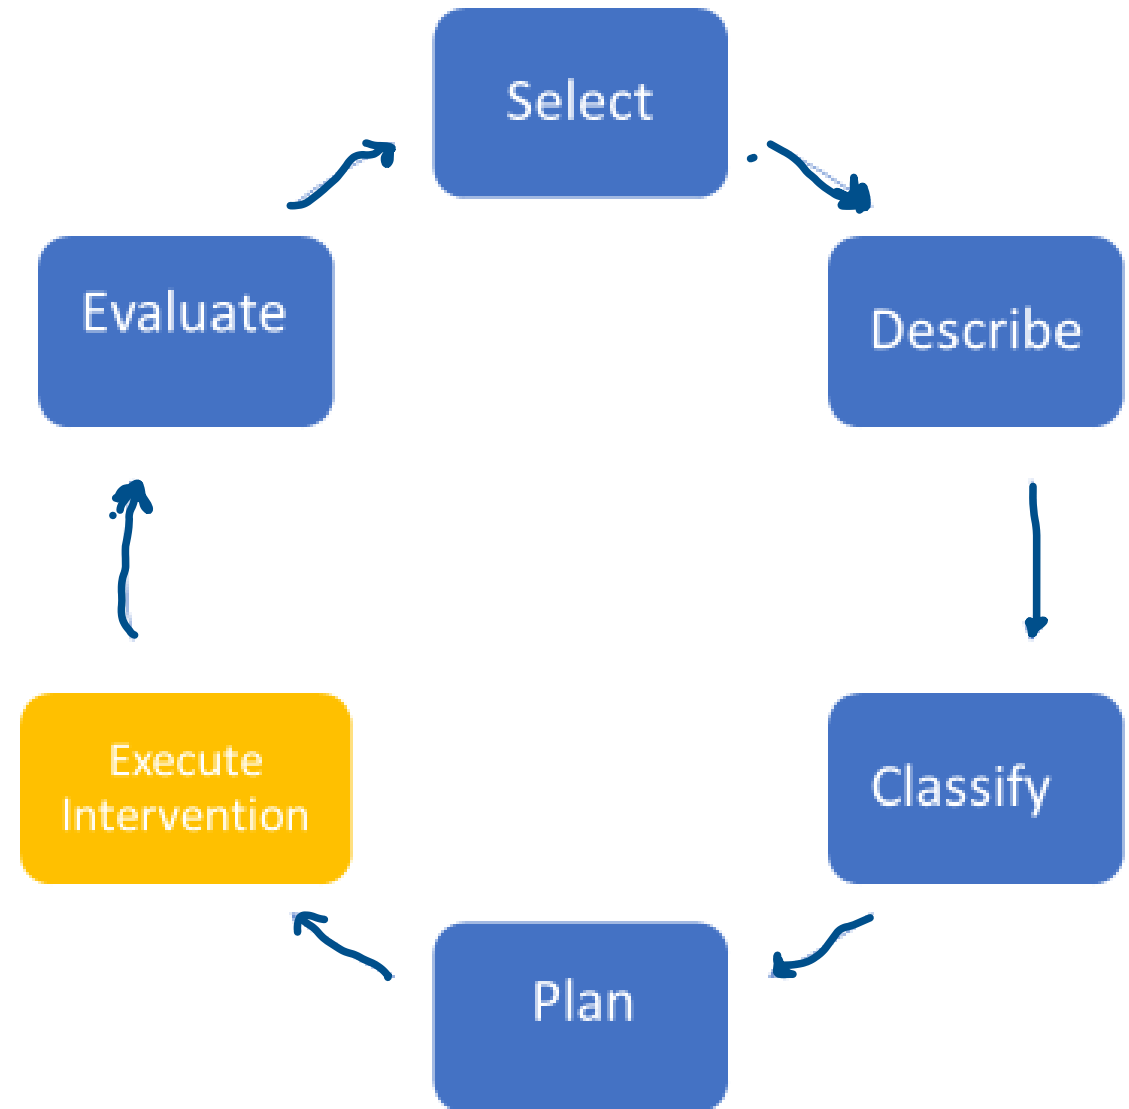 Select
Describe
Classify
Plan
Execute
Intervention
Evaluate